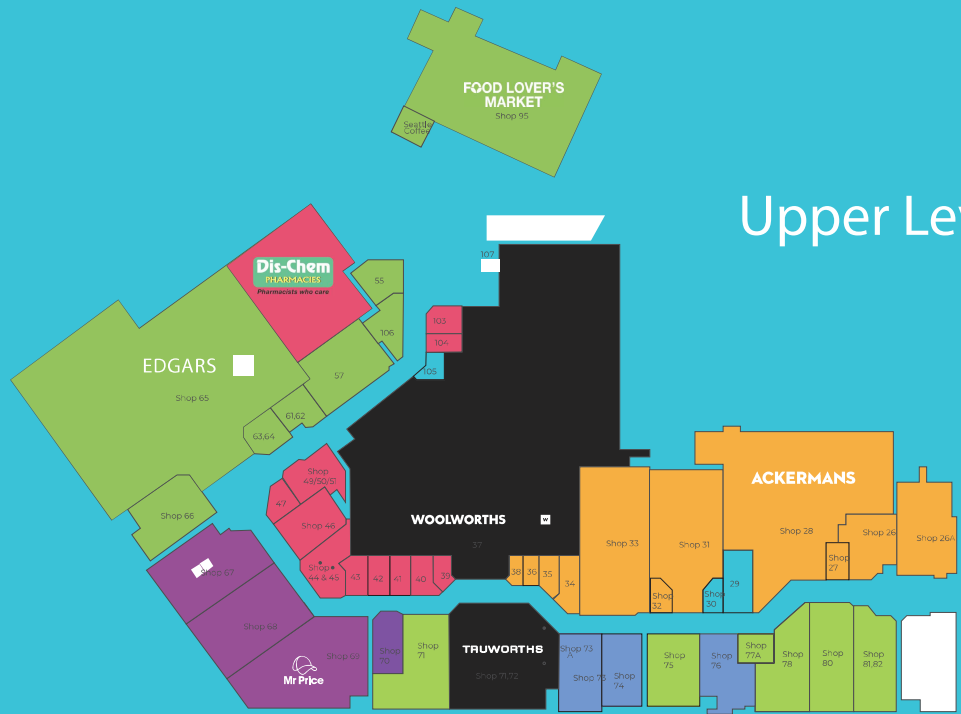 FOOD LOVER'S
MARKET
Shop 95
Seattle
Coffee
Upper Lev
107
Dis-Chem
PHARMACIES
Pharmacists who care
55
103
106
104
EDGARS
105
57
Shop 65
61,62
63,64
Shop
49/50/51
ACKERMANS
47
Shop 66
WOOLWORTHS
W
Shop 46
Shop 28
Shop 26
Shop 26A
37
Shop 33
Shop 31
Shop
27
Shop 67
Shop
44 & 45
43
42
41
40
39
38
36
35
34
29
Shop
32
Shop
30
Shop 68
Shop 69
Mr Price
Shop
70
Shop
71
TRUWORTHS
Shop 71,72
Shop 73
A
Shop 73
Shop
74
Shop
75
Shop
76
Shop
77A
Shop
78
Shop
80
Shop
81,82